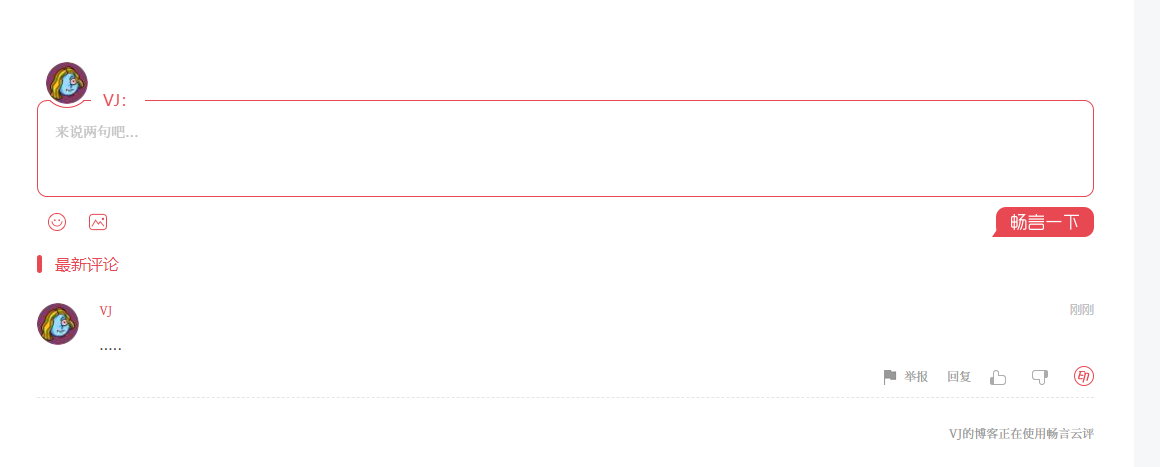 VJ:
来说两句吧...
畅言一下
最新评论
VJ
刚刚
.....
举报 回复 印
VJ的博客正在使用畅言云评